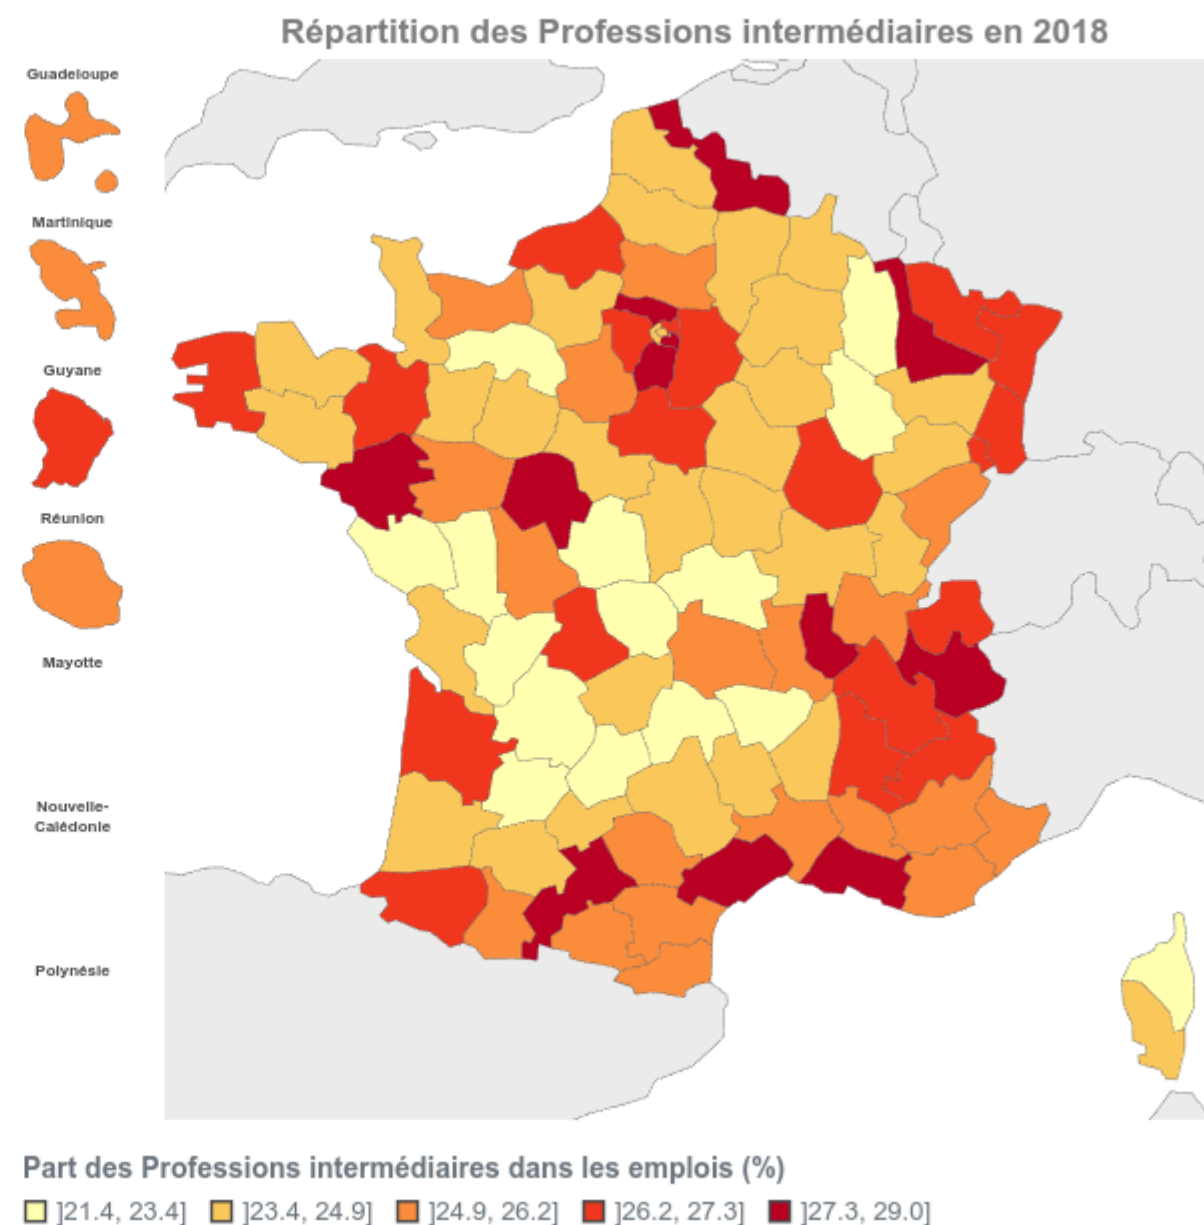 Répartition des Professions intermédiaires en 2018
Guadeloupe
Martinique
Guyane
Réunion
Mayotte
Nouvelle-
Calédonie
Polynésie
Part des Professions intermédiaires dans les emplois (%)
]21.4, 23.4] ]23.4, 24.9] ]24.9, 26.2] ]26.2, 27.3] ]27.3, 29.0]